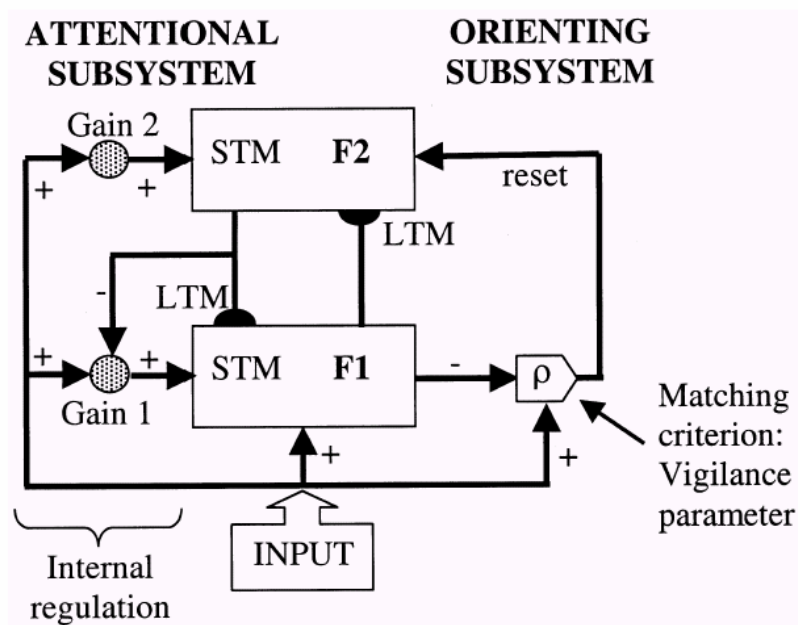 ATTENTIONAL
SUBSYSTEM
ORIENTING
SUBSYSTEM
Gain 2
STM F2
+
+
reset
LTM
-
LTM
+
+
STM F1
-
ρ
Gain 1
+
+
Matching
criterion:
Vigilance
parameter
INPUT
Internal
regulation